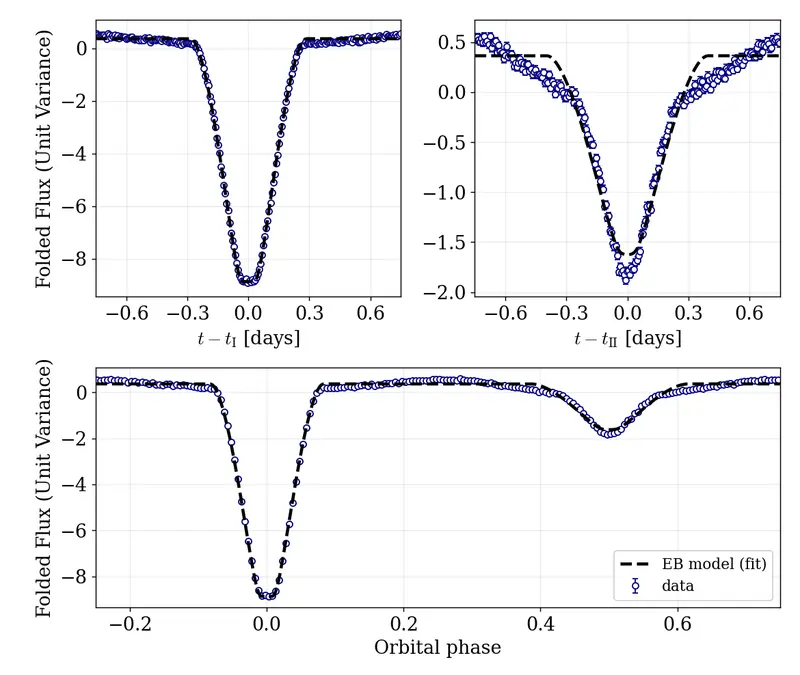 Folded Flux (Unit Variance)
0
−2
−4
−6
−8
−0.6 −0.3 0.0 0.3 0.6
t − tI [days]
0.5
0.0
−0.5
−1.0
−1.5
−2.0
−0.6 −0.3 0.0 0.3 0.6
t − tII [days]
Folded Flux (Unit Variance)
0
−2
−4
−6
−8
EB model (fit)
data
−0.2 0.0 0.2 0.4 0.6
Orbital phase